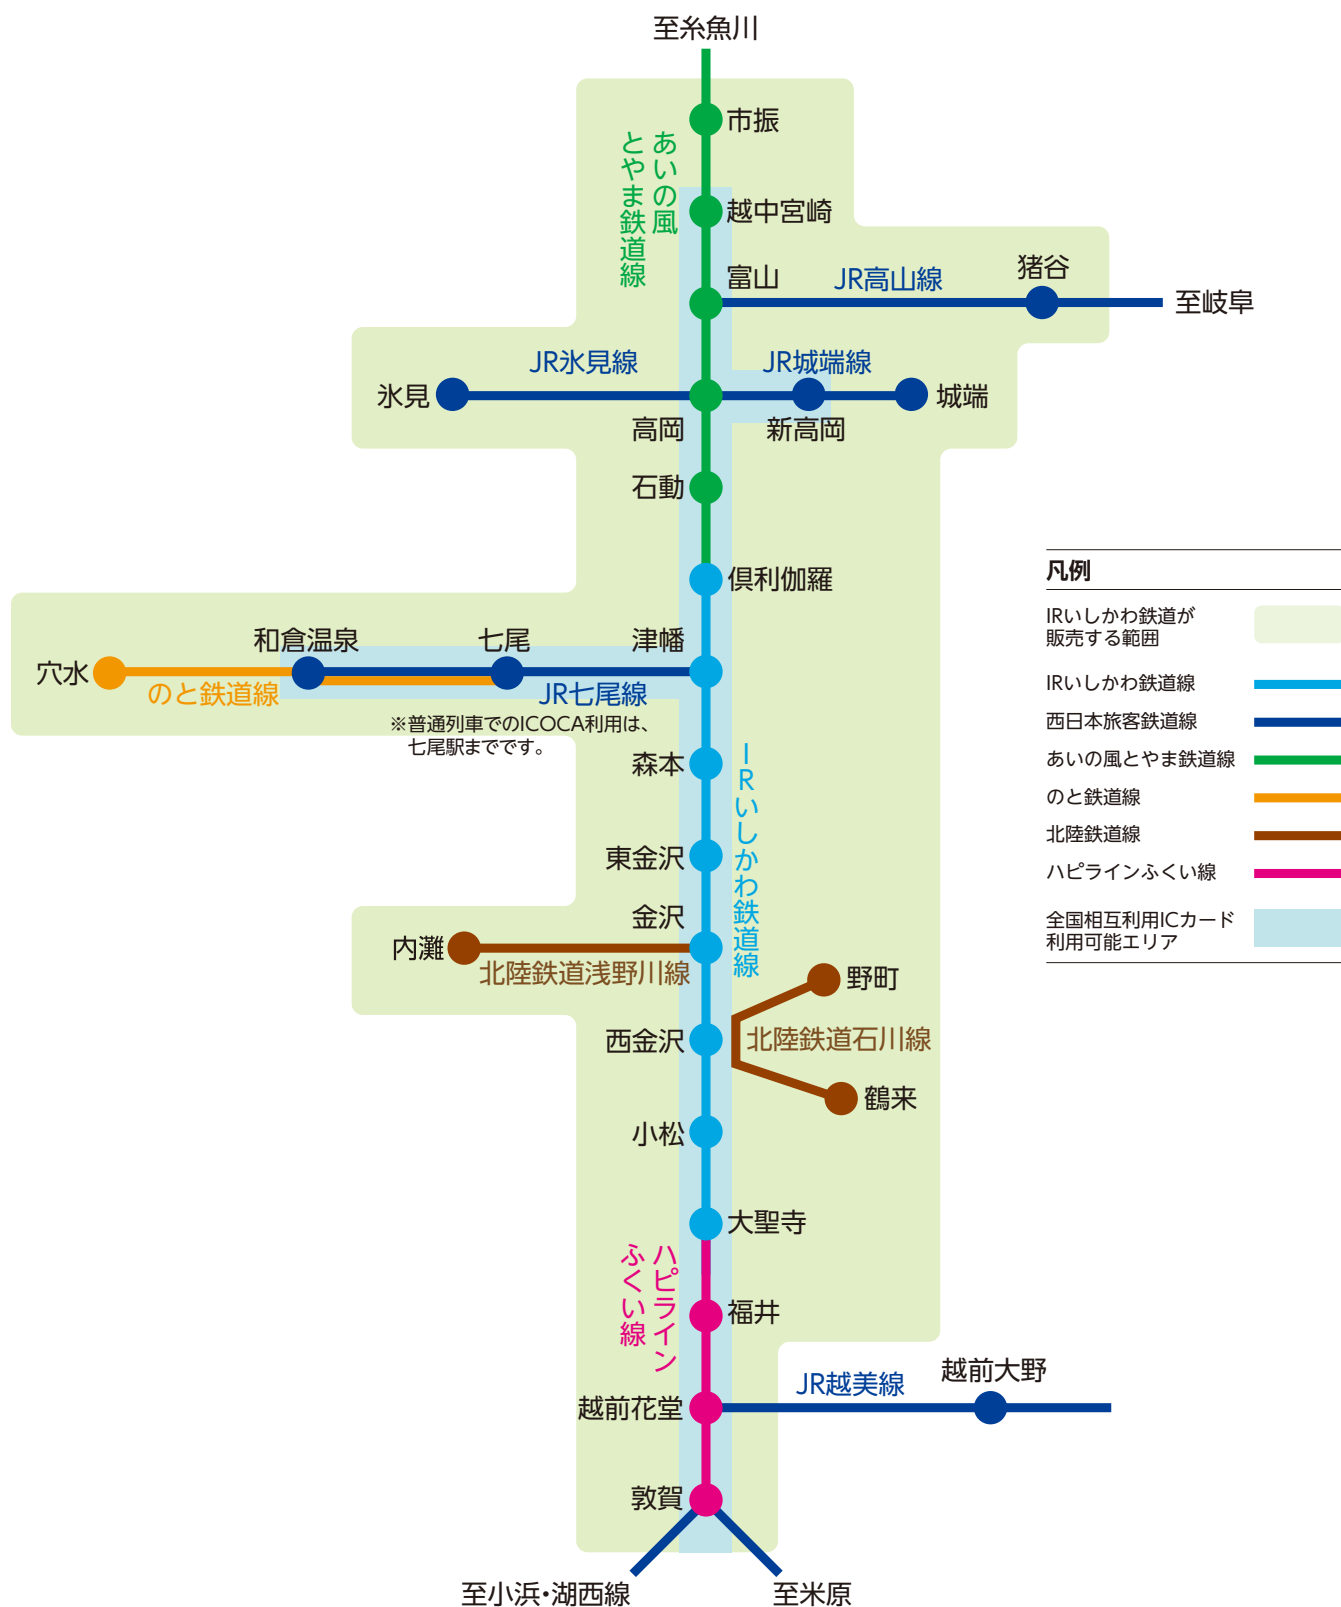 至糸魚川
市振
あいの風
とやま鉄道線
越中宮崎
富山
JR高山線
猪谷
至岐阜
JR氷見線
JR城端線
氷見
城端
高岡
新高岡
石動
倶利伽羅
和倉温泉
七尾
津幡
穴水
のと鉄道線
JR七尾線
※普通列車でのICOCA利用は、
七尾駅までです。
森本
IRいしかわ鉄道線
東金沢
金沢
内灘
北陸鉄道浅野川線
野町
西金沢
北陸鉄道石川線
鶴来
小松
大聖寺
ハピライン
ふくい線
福井
越前大野
JR越美線
越前花堂
敦賀
至小浜・湖西線
至米原
凡例
IRいしかわ鉄道が
販売する範囲
IRいしかわ鉄道線
西日本旅客鉄道線
あいの風とやま鉄道線
のと鉄道線
北陸鉄道線
ハピラインふくい線
全国相互利用ICカード
利用可能エリア